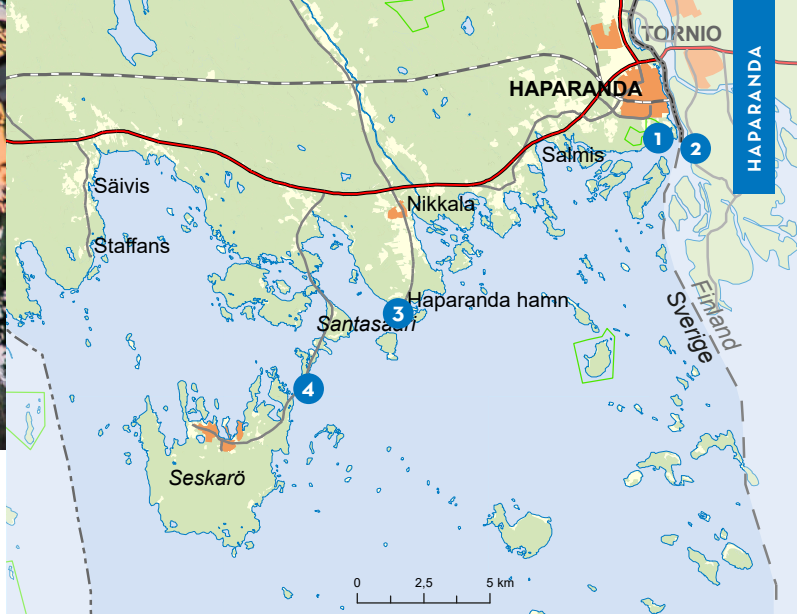 TORNIO
HAPARANDA
HAPARANDA
1
2
Salmis
Säivis
Nikkala
Staffans
Haparanda hamn
3
Santasaari
Finland
Sverige
4
Seskarö
0 2,5 5 km